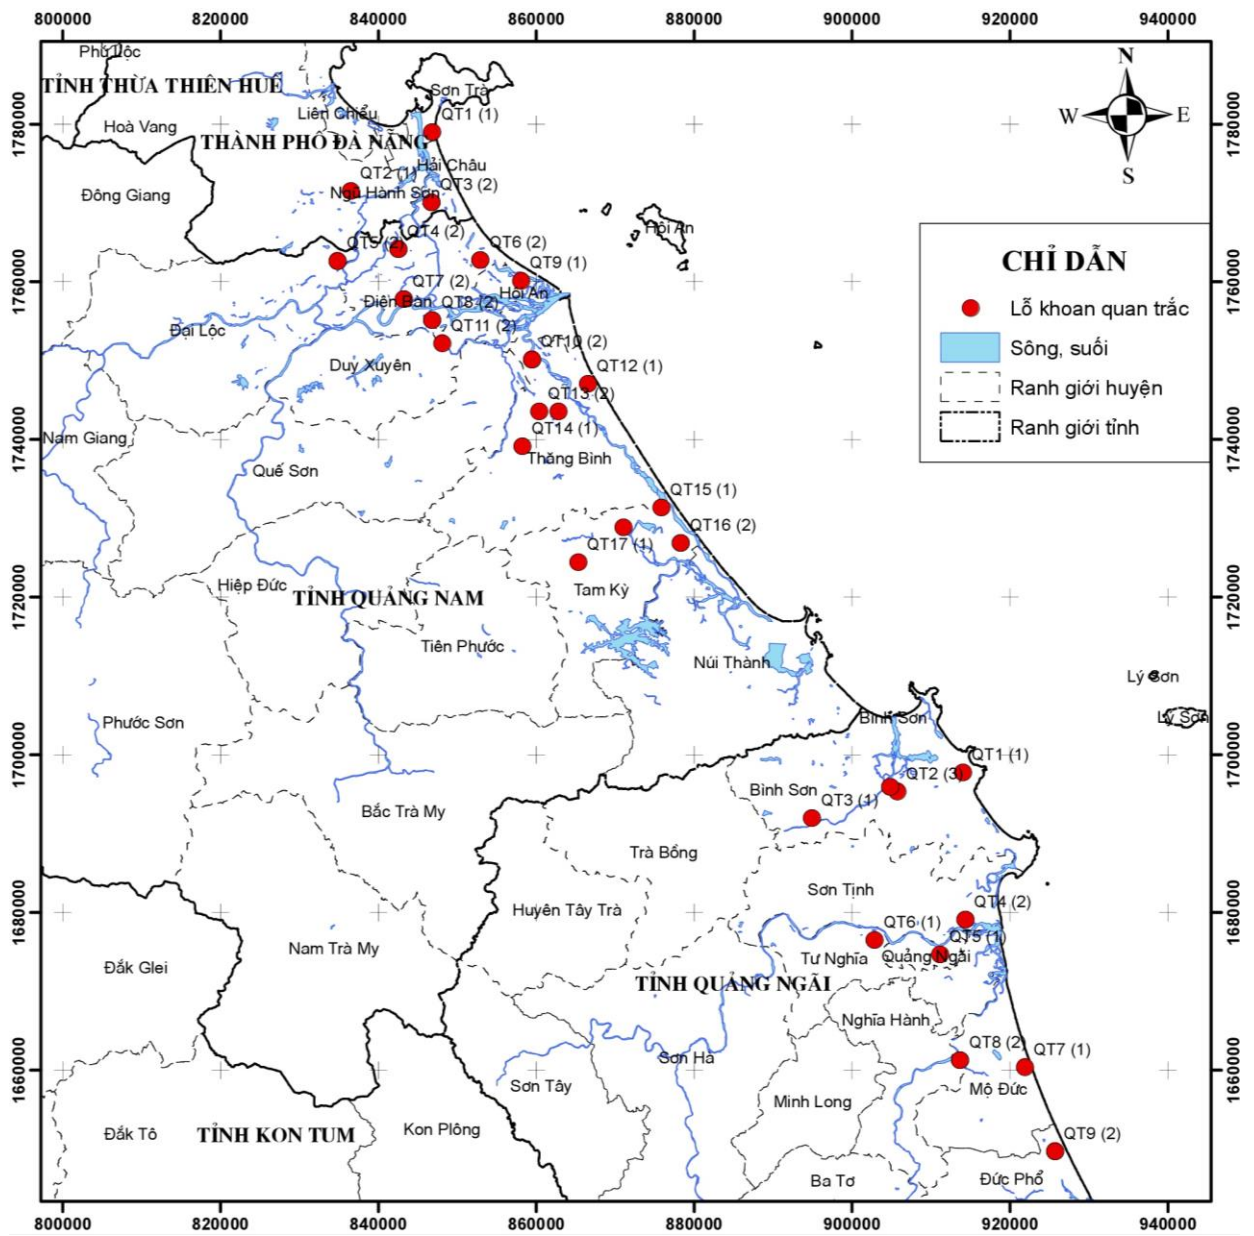 800000 820000 840000 860000 880000 900000 920000 940000
Phú Lộc
TỈNH THỪA THIÊN HUẾ
Sơn Trà
Liên Chiểu
QT1 (1)
Hoà Vang
THÀNH PHỐ ĐÀ NẴNG
Hải Châu
QT2 (1)
QT3 (2)
Ngũ Hành Sơn
Đông Giang
QT4 (2)
QT5 (2)
QT6 (2)
Hội An
QT9 (1)
QT7 (2)
Hội An
Điện Bàn
QT8 (2)
QT11 (2)
Đại Lộc
QT10 (2)
Duy Xuyên
QT12 (1)
QT13 (2)
QT14 (1)
Nam Giang
Thăng Bình
Quế Sơn
QT15 (1)
QT16 (2)
QT17 (1)
Hiệp Đức
Tam Kỳ
TỈNH QUẢNG NAM
Tiên Phước
Núi Thành
Lý Sơn
Lý Sơn
Phước Sơn
Bình Sơn
QT1 (1)
QT2 (3)
Bình Sơn
QT3 (1)
Bắc Trà My
Trà Bồng
Sơn Tịnh
QT4 (2)
Huyện Tây Trà
QT6 (1)
QT5 (1)
Nam Trà My
Tư Nghĩa
Quảng Ngãi
Đắk Glei
TỈNH QUẢNG NGÃI
Nghĩa Hành
QT8 (2)
QT7 (1)
Sơn Hà
Sơn Tây
Mộ Đức
Minh Long
Đắk Tô
TỈNH KON TUM
Kon Plông
QT9 (2)
Ba Tơ
Đức Phổ
N
W
E
S
CHỈ DẪN
Lỗ khoan quan trắc
Sông, suối
Ranh giới huyện
Ranh giới tỉnh
1780000
1760000
1740000
1720000
1700000
1680000
1660000
1780000
1760000
1740000
1720000
1700000
1680000
1660000
800000 820000 840000 860000 880000 900000 920000 940000